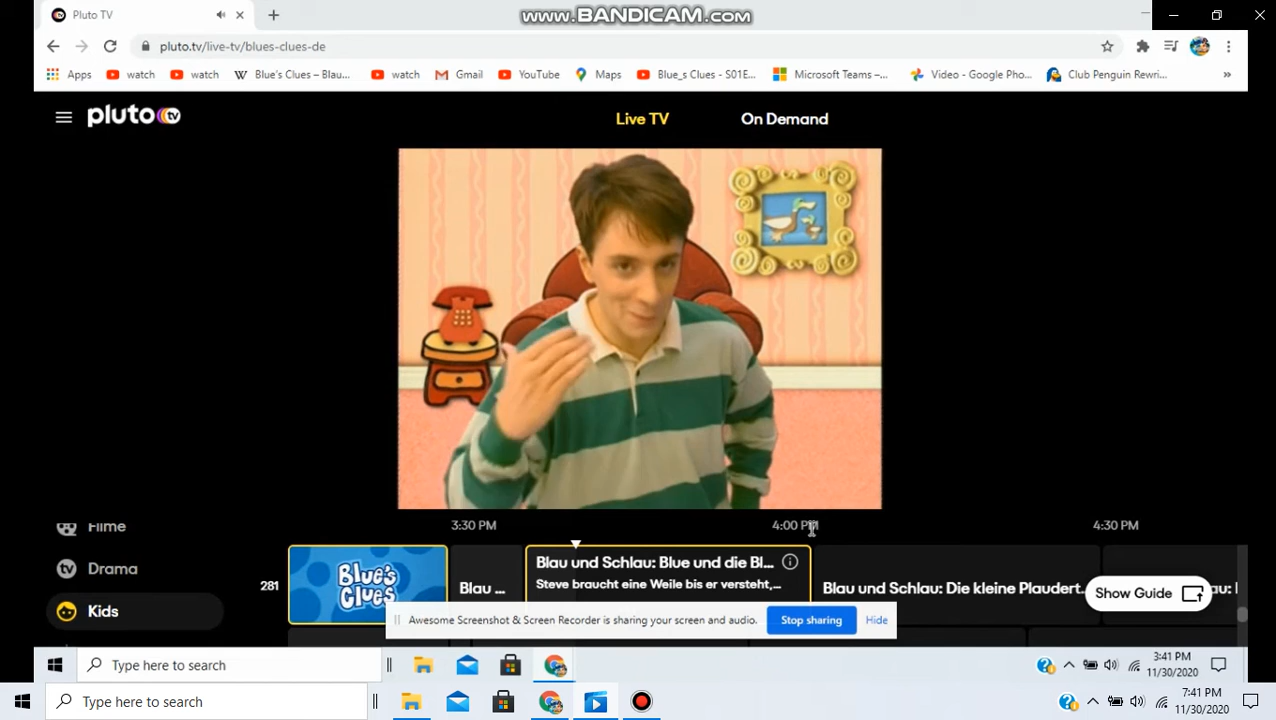 www.BANDICAM.com
Pluto TV
pluto.tv/live-tv/blues-clues-de
Apps watch watch Blue's Clues – Blau... watch Gmail YouTube Maps Blue_s Clues - S01E... Microsoft Teams –... Video - Google Pho... Club Penguin Rewri... »
pluto tv
Live TV On Demand
3:30 PM 4:00 PM 4:30 PM
Filme
Drama
Kids
281
Blue's Clues
Blau ...
Blau und Schlau: Blue und die Bl...
Steve braucht eine Weile bis er versteht,...
Blau und Schlau: Die kleine Plaudert...
Show Guide
Awesome Screenshot & Screen Recorder is sharing your screen and audio. Stop sharing Hide
Type here to search 3:41 PM
11/30/2020
Type here to search 7:41 PM
11/30/2020